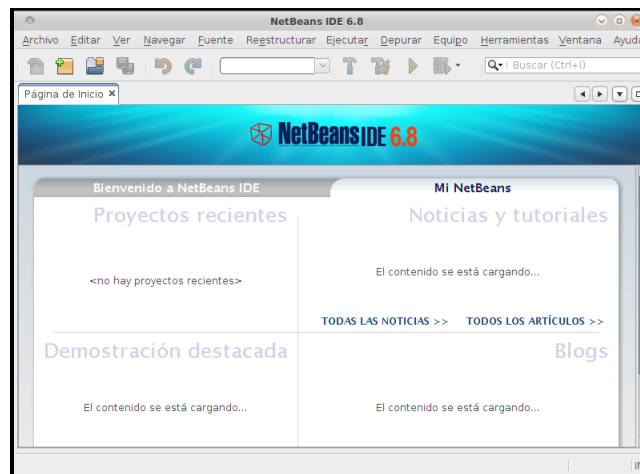 NetBeans IDE 6.8
Archivo Editar Ver Navegar Fuente Reestructurar Ejecutar Depurar Equipo Herramientas Ventana Ayuda
Buscar (Ctrl+I)
Página de Inicio
NetBeans IDE 6.8
Bienvenido a NetBeans IDE
Mi NetBeans
Proyectos recientes
Noticias y tutoriales
<no hay proyectos recientes>
El contenido se está cargando...
TODAS LAS NOTICIAS >> TODOS LOS ARTÍCULOS >>
Demostración destacada
Blogs
El contenido se está cargando...
El contenido se está cargando...